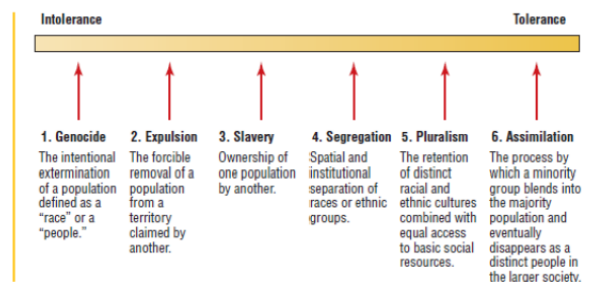 Intolerance Tolerance
1. Genocide
The intentional
extermination
of a population
defined as a
“race” or a
“people.”
2. Expulsion
The forcible
removal of a
population
from a
territory
claimed by
another.
3. Slavery
Ownership of
one population
by another.
4. Segregation
Spatial and
institutional
separation of
races or ethnic
groups.
5. Pluralism
The retention
of distinct
racial and
ethnic cultures
combined with
equal access
to basic social
resources.
6. Assimilation
The process by
which a minority
group blends into
the majority
population and
eventually
disappears as a
distinct people in
the larger society.